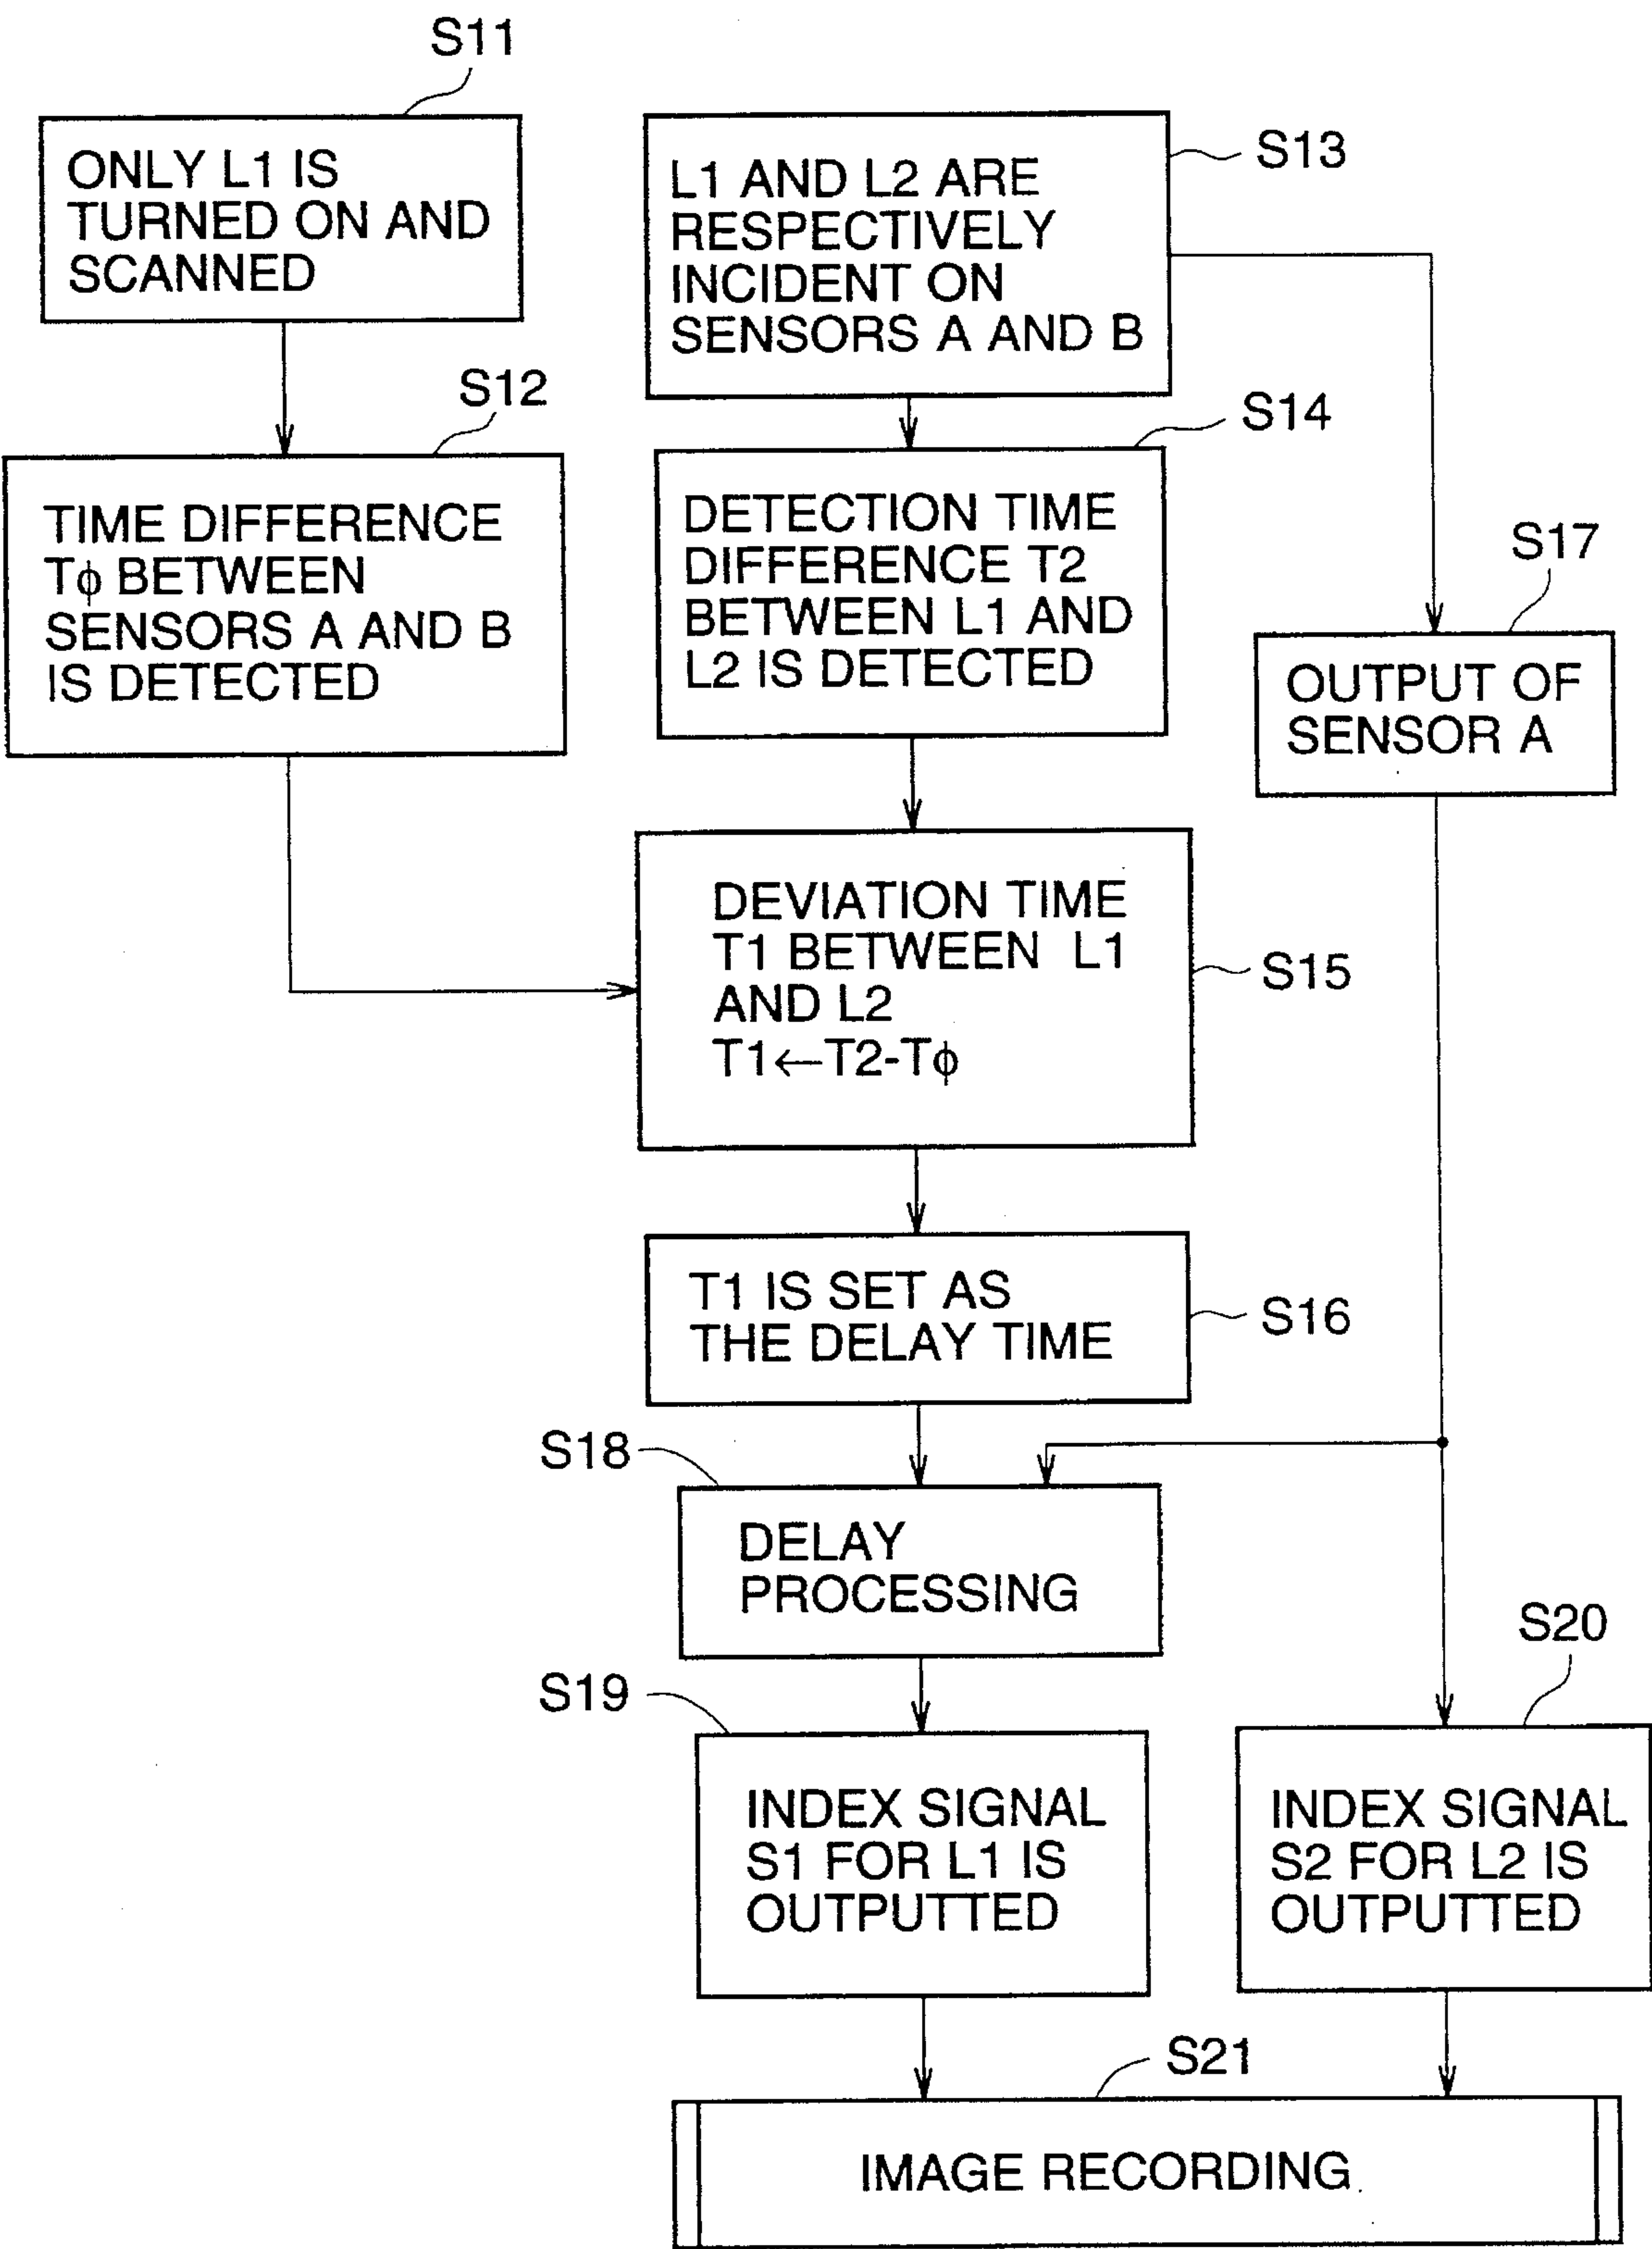 S11
ONLY L1 IS
TURNED ON AND
SCANNED
S12
TIME DIFFERENCE
Tϕ BETWEEN
SENSORS A AND B
IS DETECTED
S13
L1 AND L2 ARE
RESPECTIVELY
INCIDENT ON
SENSORS A AND B
S14
DETECTION TIME
DIFFERENCE T2
BETWEEN L1 AND
L2 IS DETECTED
S17
OUTPUT OF
SENSOR A
DEVIATION TIME
T1 BETWEEN L1
AND L2
T1←T2-Tϕ
S15
T1 IS SET AS
THE DELAY TIME
S16
S18
DELAY
PROCESSING
S19
INDEX SIGNAL
S1 FOR L1 IS
OUTPUTTED
S20
INDEX SIGNAL
S2 FOR L2 IS
OUTPUTTED
S21
IMAGE RECORDING